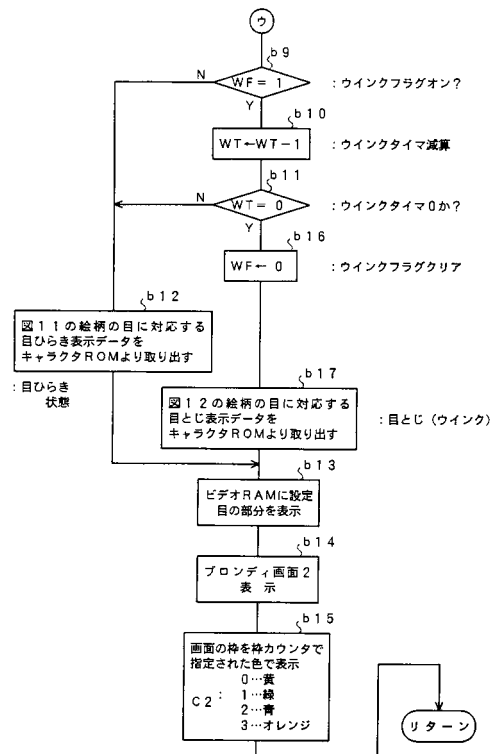 ウ
b9
N
WF=1
：ウインクフラグオン？
Y
b10
WT←WT−1
：ウインクタイマ減算
b11
N
WT=0
：ウインクタイマ0か？
Y
b16
WF←0
：ウインクフラグクリア
b12
図11の絵柄の目に対応する
目ひらき表示データを
キャラクタROMより取り出す
：目ひらき
状態
b17
図12の絵柄の目に対応する
目とじ表示データを
キャラクタROMより取り出す
：目とじ（ウインク）
b13
ビデオRAMに設定
目の部分を表示
b14
ブロンディ画面2
表 示
b15
画面の枠を枠カウンタで
指定された色で表示
0…黄
C2： 1…緑
2…青
3…オレンジ
リターン